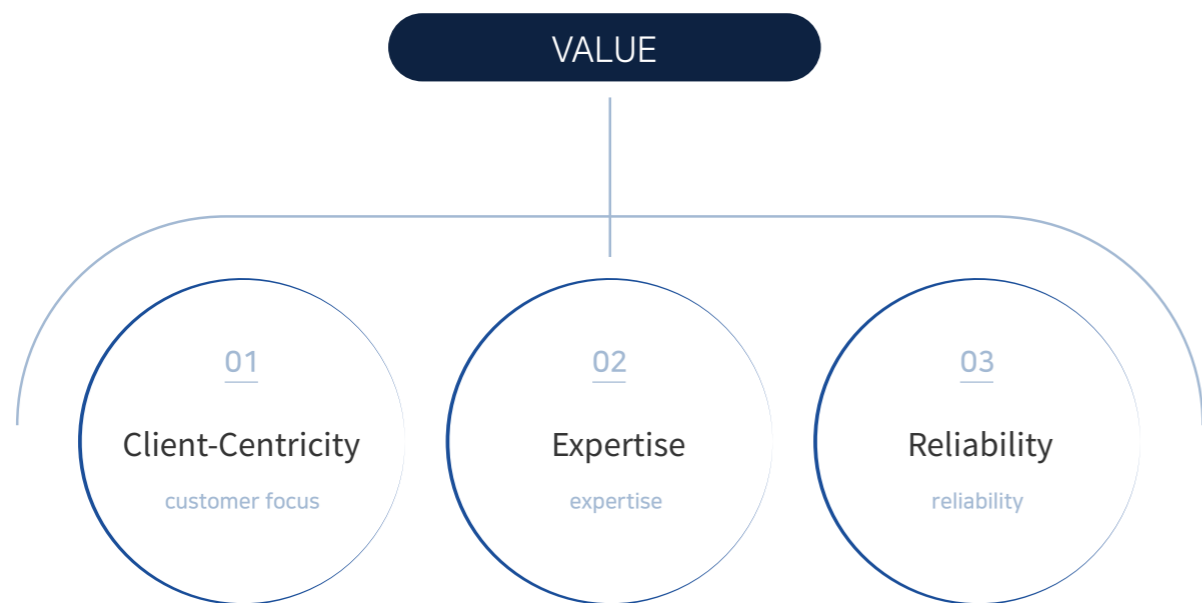 VALUE
01
Client-Centricity
customer focus
02
Expertise
expertise
03
Reliability
reliability